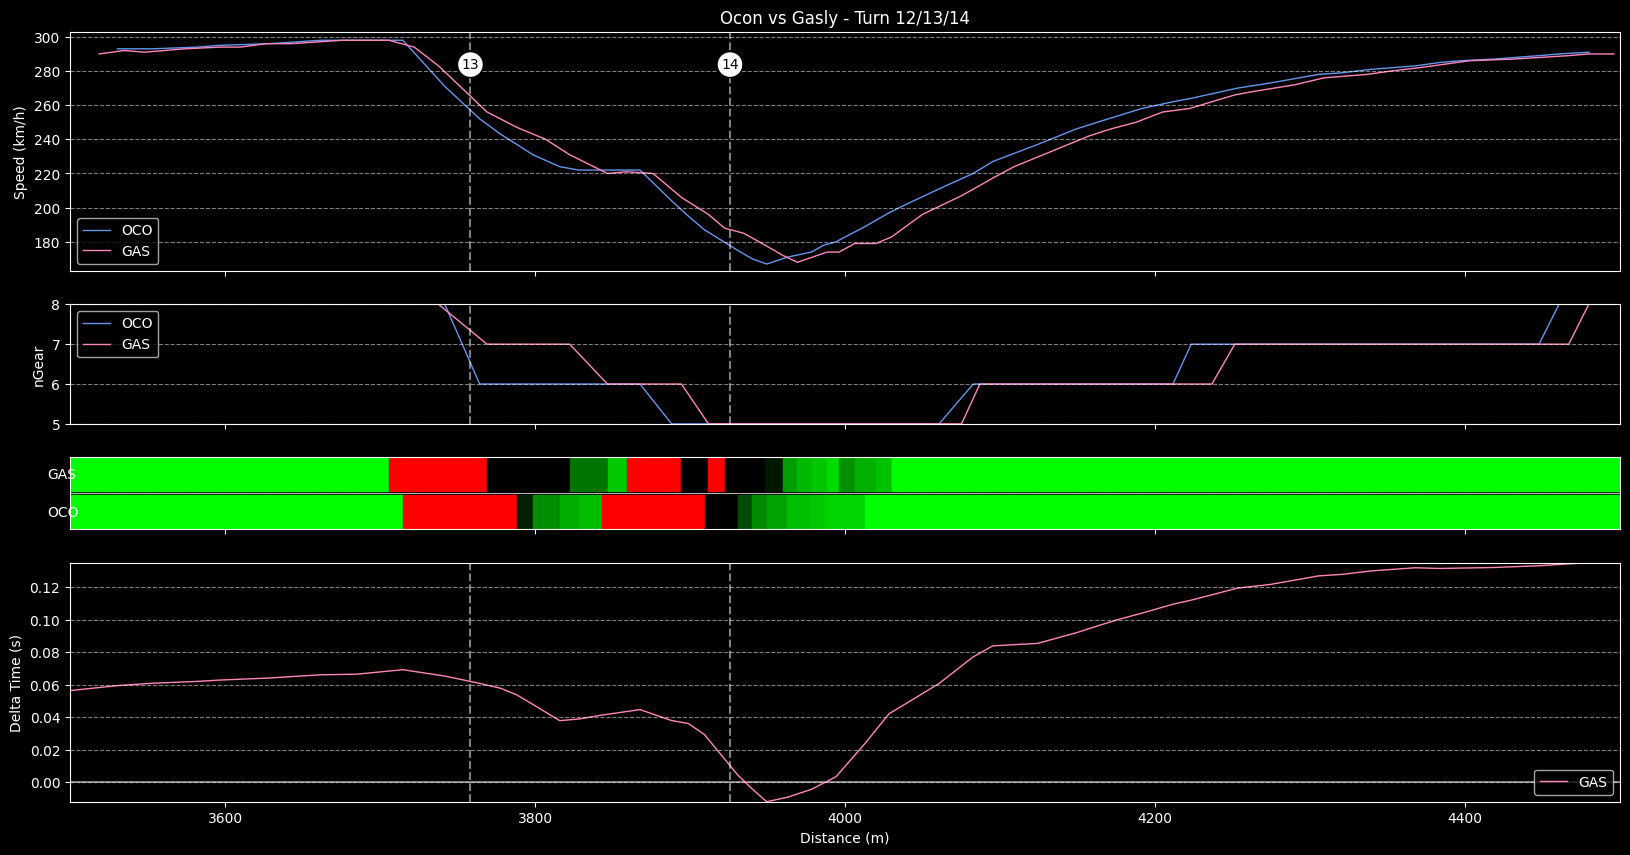 Ocon vs Gasly - Turn 12/13/14
300
280
260
240
220
200
180
Speed (km/h)
13
14
OCO
GAS
8
7
6
5
nGear
OCO
GAS
GAS
OCO
0.12
0.10
0.08
0.06
0.04
0.02
0.00
Delta Time (s)
GAS
3600
3800
4000
4200
4400
Distance (m)